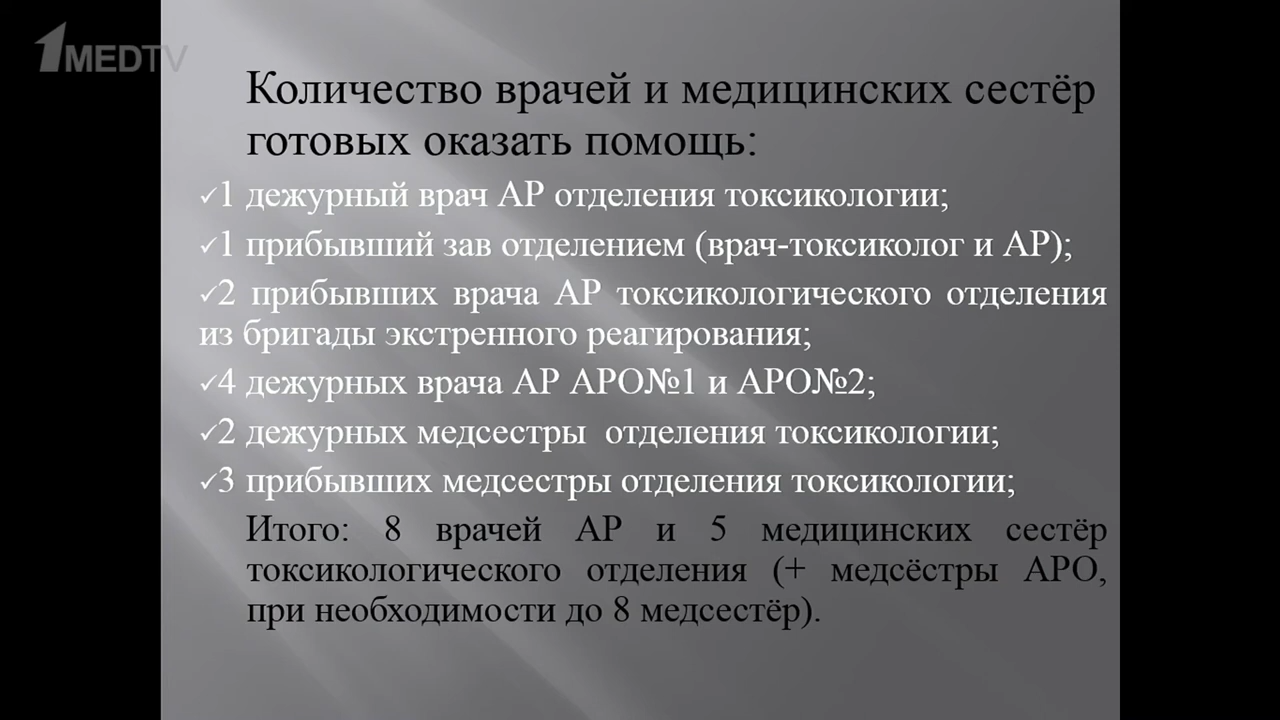 1MEDTV
Количество врачей и медицинских сестёр
готовых оказать помощь:
✓1 дежурный врач АР отделения токсикологии;
✓1 прибывший зав отделением (врач-токсиколог и АР);
✓2 прибывших врача АР токсикологического отделения
из бригады экстренного реагирования;
✓4 дежурных врача АР АРО№1 и АРО№2;
✓2 дежурных медсестры отделения токсикологии;
✓3 прибывших медсестры отделения токсикологии;
Итого: 8 врачей АР и 5 медицинских сестёр
токсикологического отделения (+ медсёстры АРО,
при необходимости до 8 медсестёр).